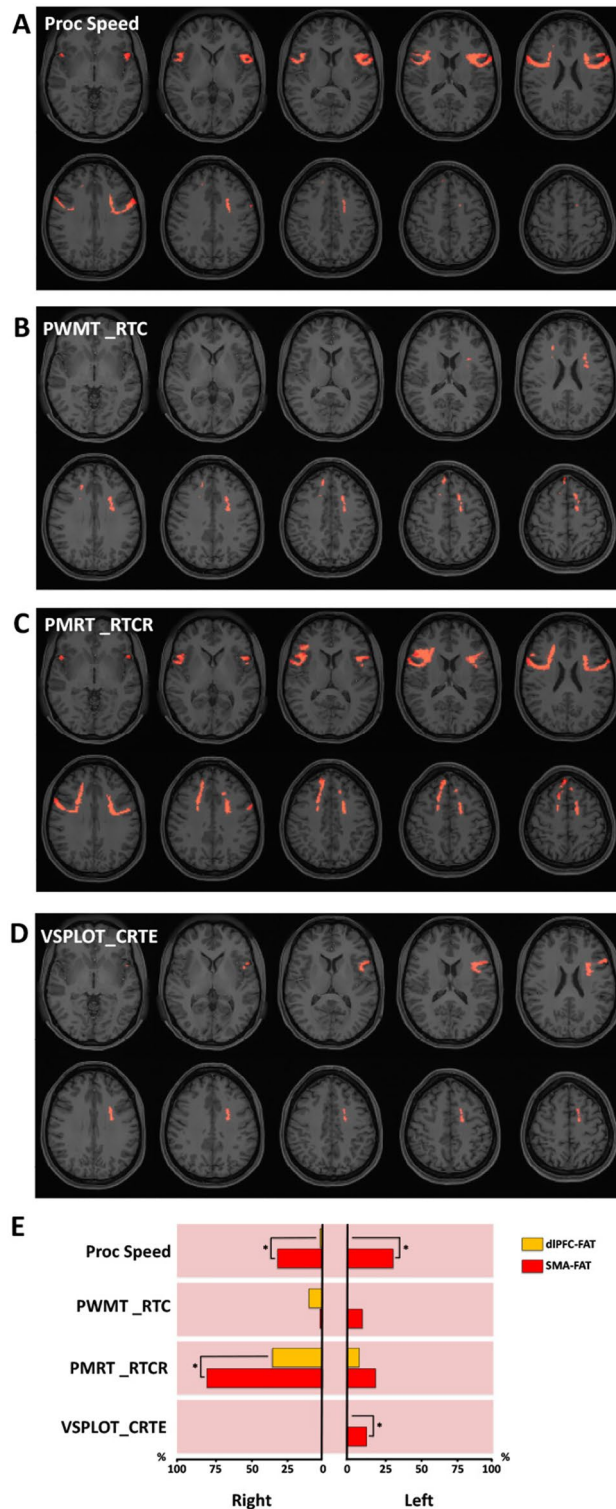 A
Proc Speed
B
PWMT _RTC
C
PMRT _RTCR
D
VSPLOT_CRTE
E
Proc Speed
* *
dlPFC-FAT
SMA-FAT
PWMT _RTC
PMRT _RTCR
*
VSPLOT_CRTE
*
% %
100 75 50 25 0 0 25 50 75 100
Right Left